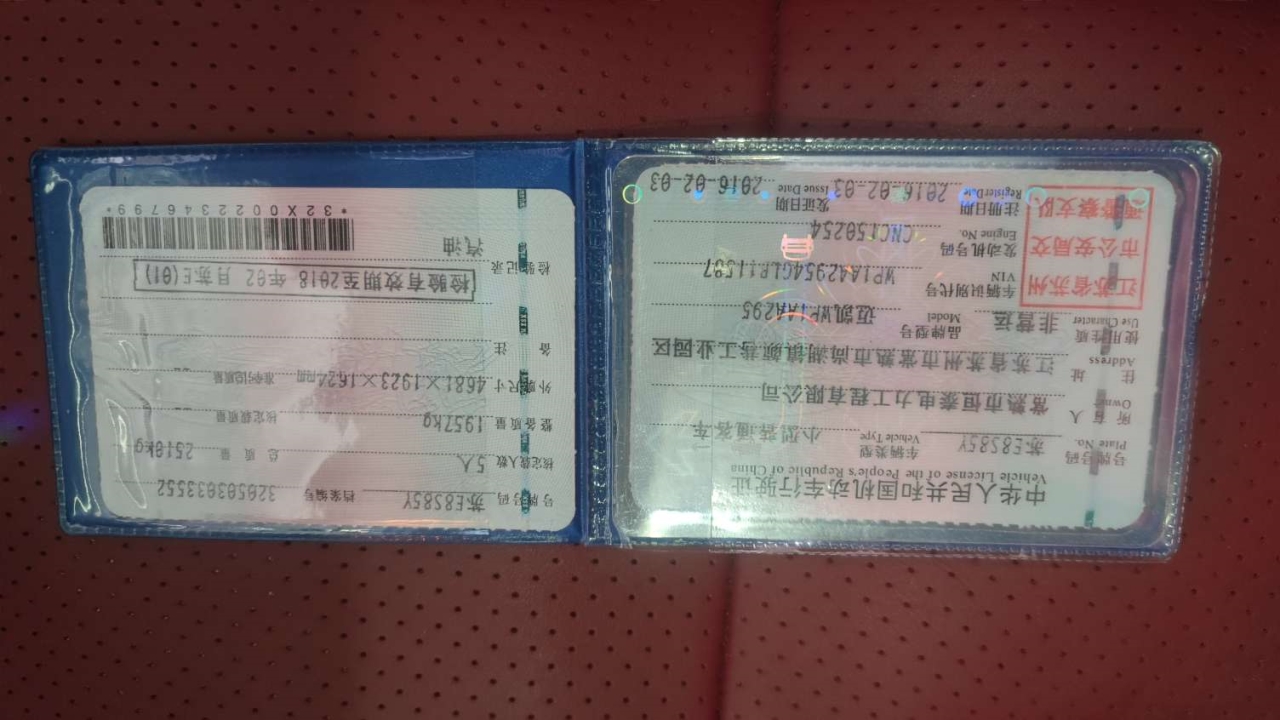 中华人民共和国机动车行驶证
Vehicle License of the People's Republic of China
号牌号码 苏E8S85Y 车辆类型 小型普通客车
Plate No. Vehicle Type
所有人 常熟市恒泰电力工程有限公司
Owner
住址 江苏省苏州市常熟市尚湖镇颜巷工业园区
Address
使用性质 非营运 品牌型号 迈凯WP1AA295
Use Character Model
江苏省苏州
市公安局交
通警察支队
车辆识别代号
VIN
发动机号码
Engine No.
注册日期 2016-02-03 发证日期 2016-02-03
Register Date Issue Date
号牌号码 苏E8S85Y 档案编号 320503033552
核定载人数 5人 总质量 2510kg
整备质量 1957kg 核定载质量
外廓尺寸 4681×1923×1624 准牵引总质量
备注
检验记录 检验有效期至2018年02月苏E(01)
汽油
*32X0022346799*